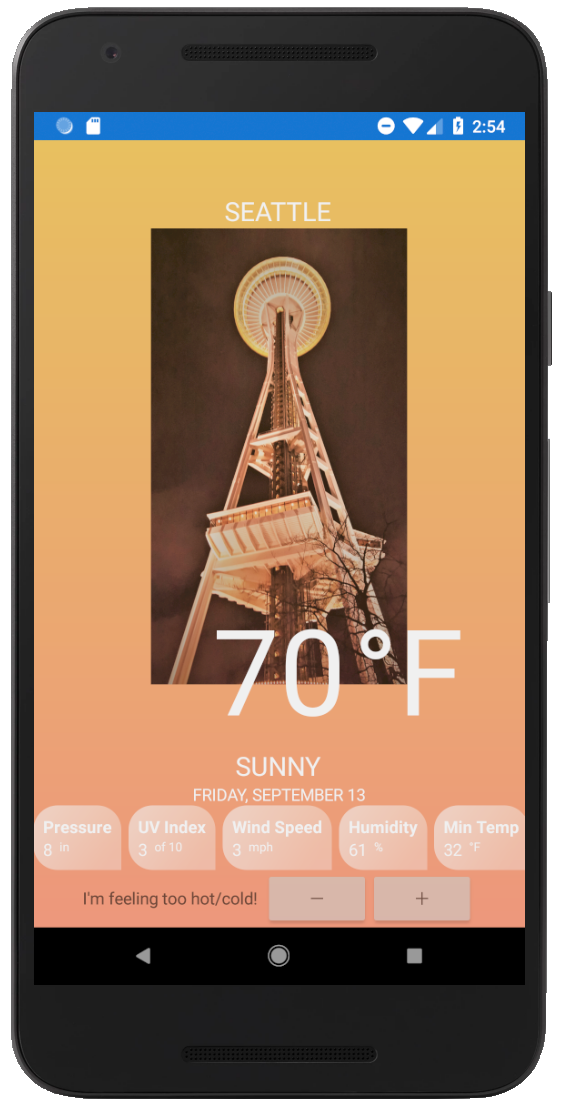 2:54
SEATTLE
70°F
SUNNY
FRIDAY, SEPTEMBER 13
Pressure UV Index Wind Speed Humidity Min Temp
8 in 3 of 10 3 mph 61 % 32 °F
I'm feeling too hot/cold! − +